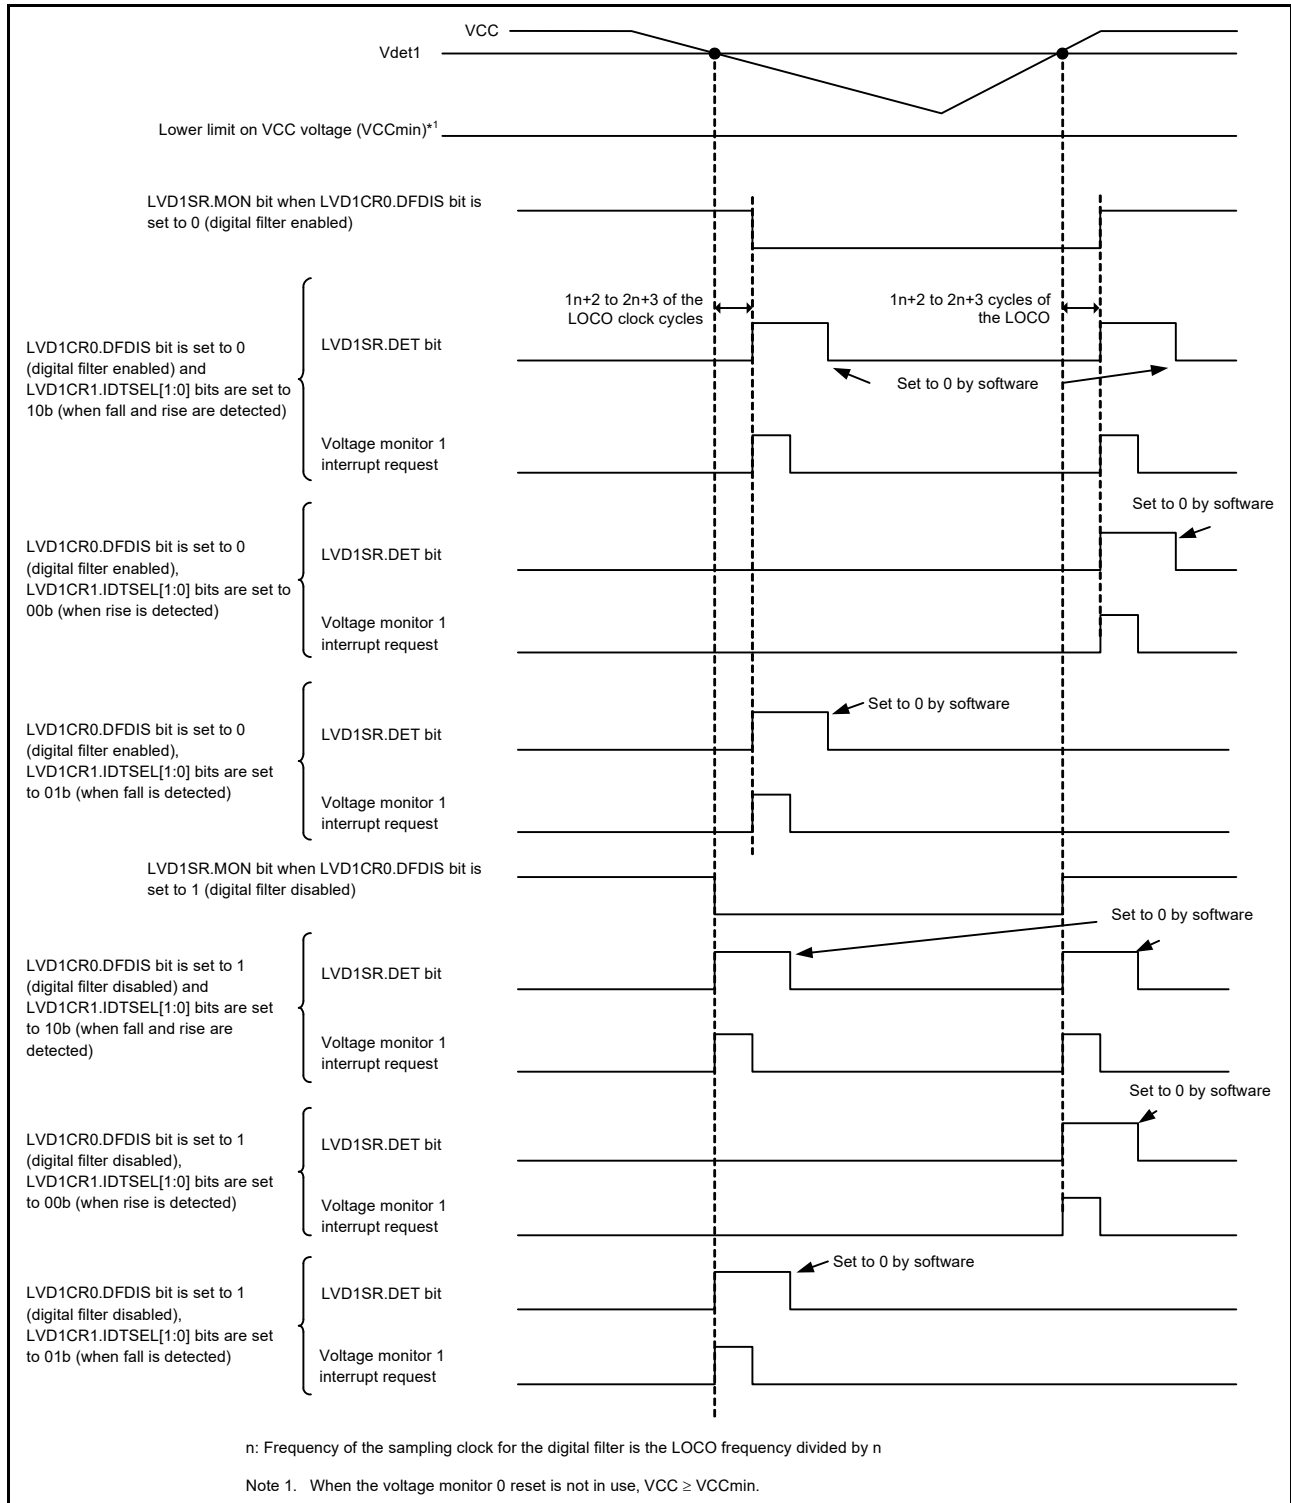 VCC
Vdet1
Lower limit on VCC voltage (VCCmin)*1
LVD1SR.MON bit when LVD1CR0.DFDIS bit is
set to 0 (digital filter enabled)
1n+2 to 2n+3 of the
LOCO clock cycles
1n+2 to 2n+3 cycles of
the LOCO
LVD1CR0.DFDIS bit is set to 0
(digital filter enabled) and
LVD1CR1.IDTSEL[1:0] bits are set to
10b (when fall and rise are detected)
LVD1SR.DET bit
Set to 0 by software
Voltage monitor 1
interrupt request
Set to 0 by software
LVD1CR0.DFDIS bit is set to 0
(digital filter enabled),
LVD1CR1.IDTSEL[1:0] bits are set to
00b (when rise is detected)
LVD1SR.DET bit
Voltage monitor 1
interrupt request
Set to 0 by software
LVD1CR0.DFDIS bit is set to 0
(digital filter enabled),
LVD1CR1.IDTSEL[1:0] bits are set
to 01b (when fall is detected)
LVD1SR.DET bit
Voltage monitor 1
interrupt request
LVD1SR.MON bit when LVD1CR0.DFDIS bit is
set to 1 (digital filter disabled)
Set to 0 by software
LVD1CR0.DFDIS bit is set to 1
(digital filter disabled) and
LVD1CR1.IDTSEL[1:0] bits are set
to 10b (when fall and rise are
detected)
LVD1SR.DET bit
Voltage monitor 1
interrupt request
Set to 0 by software
LVD1CR0.DFDIS bit is set to 1
(digital filter disabled),
LVD1CR1.IDTSEL[1:0] bits are set
to 00b (when rise is detected)
LVD1SR.DET bit
Voltage monitor 1
interrupt request
Set to 0 by software
LVD1CR0.DFDIS bit is set to 1
(digital filter disabled),
LVD1CR1.IDTSEL[1:0] bits are set
to 01b (when fall is detected)
LVD1SR.DET bit
Voltage monitor 1
interrupt request
n: Frequency of the sampling clock for the digital filter is the LOCO frequency divided by n
Note 1. When the voltage monitor 0 reset is not in use, VCC ≥ VCCmin.